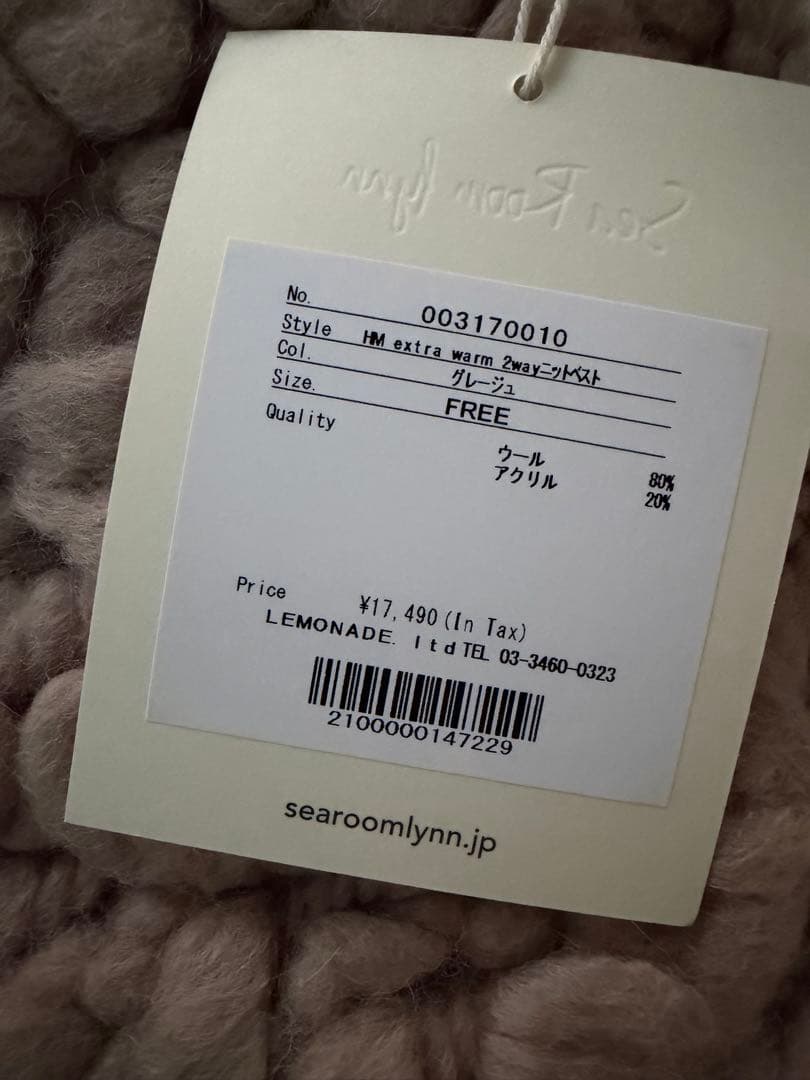 Sea Room lynn
No. 003170010
Style HM extra warm 2wayニットベスト
Col. グレージュ
Size. FREE
Quality
ウール 80%
アクリル 20%
Price ¥17,490(In Tax)
LEMONADE. ltd TEL 03-3460-0323
2100000147229
searoomlynn.jp